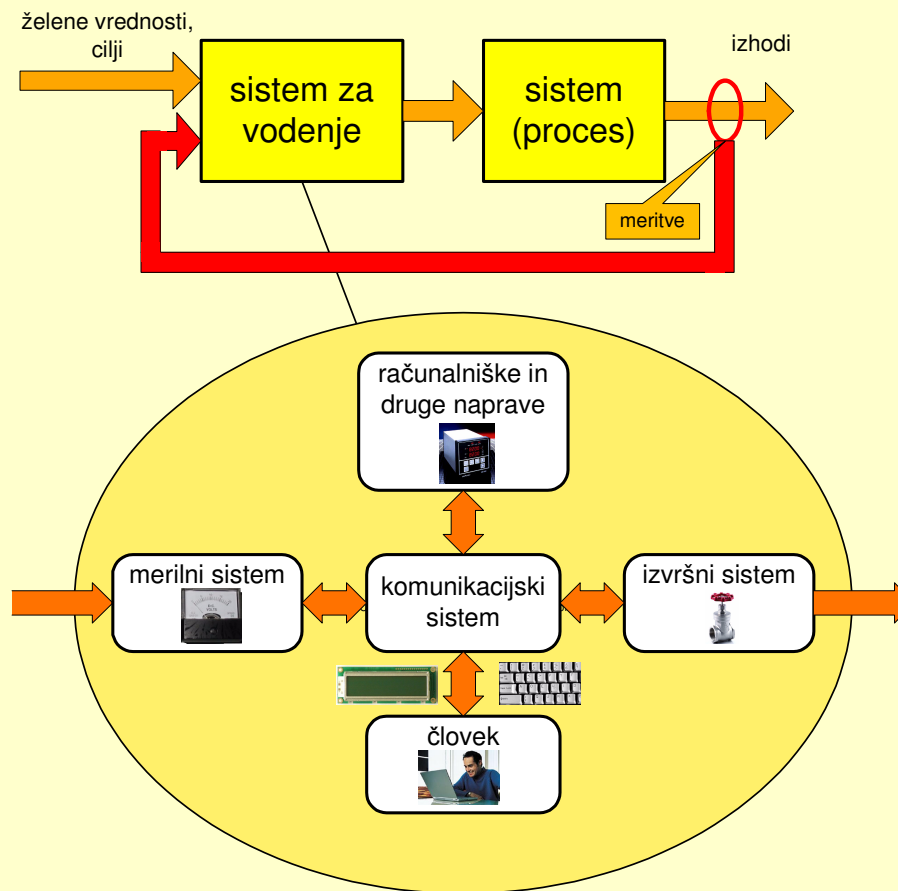 želene vrednosti,
cilji
izhodi
sistem za
vodenje
sistem
(proces)
meritve
računalniške in
druge naprave
merilni sistem
komunikacijski
sistem
izvršni sistem
človek